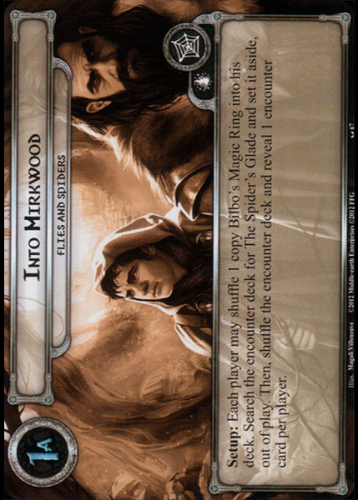 1A
INTO MIRKWOOD
FLIES AND SPIDERS
Setup: Each player may shuffle 1 copy Bilbo's Magic Ring into his
deck. Search the encounter deck for The Spider's Glade and set it aside,
out of play. Then, shuffle the encounter deck and reveal 1 encounter
card per player.
Illus. Magali Villeneuve ©2012 Middle-earth Enterprises ©2012 FFG 67